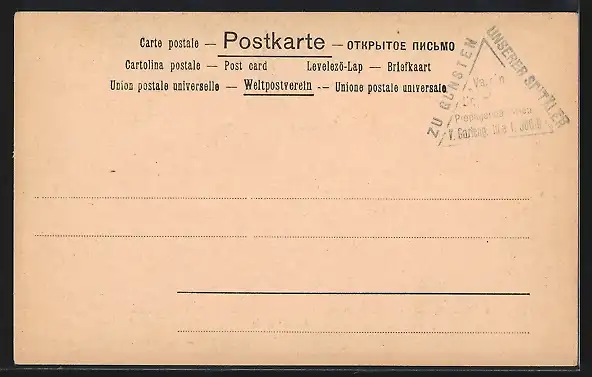 Carte postale — Postkarte — ОТКРЫТОЕ ПИСЬМО
Cartolina postale — Post card Levelező-Lap — Briefkaart
Union postale universelle — Weltpostverein -- Unione postale universale
ZU GUNSTEN
UNSERER SPITÄLER